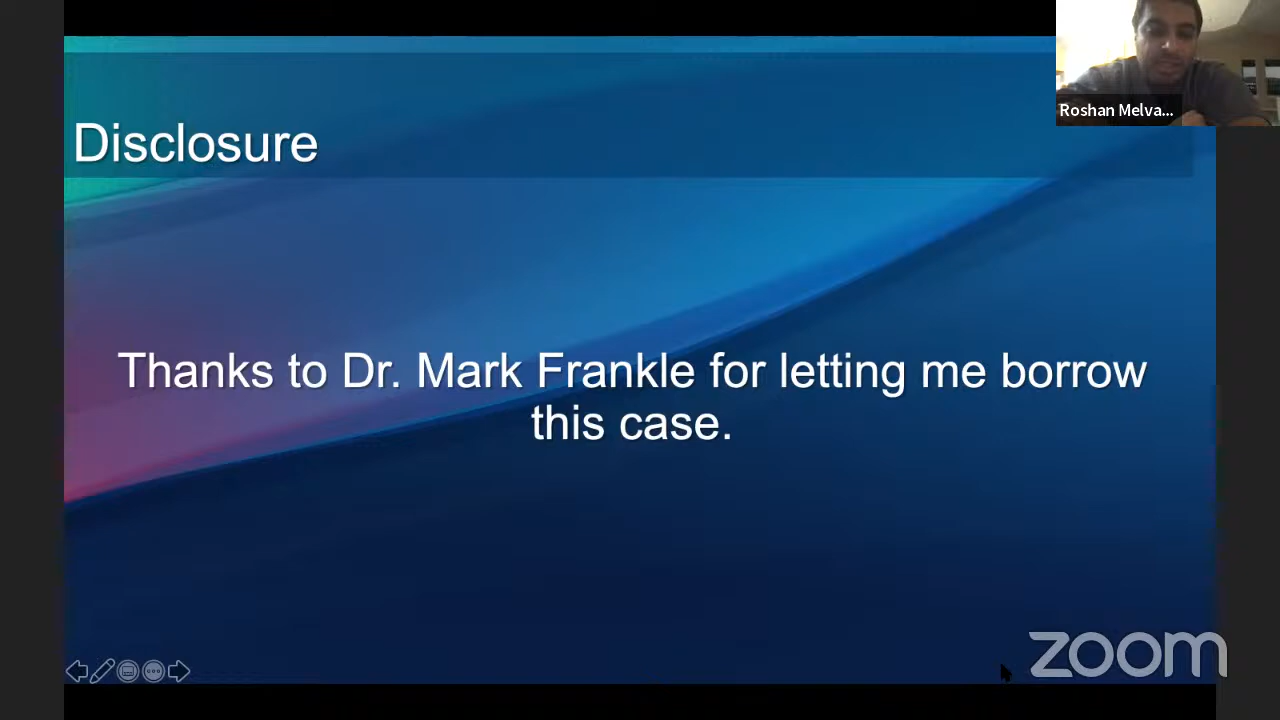 Roshan Melva...
Disclosure
Thanks to Dr. Mark Frankle for letting me borrow
this case.
zoom